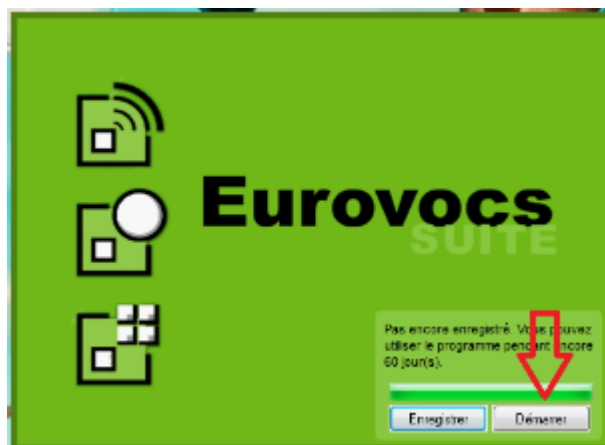 Eurovocs
SUITE
Pas encore enregistré. Vous pouvez
utiliser le programme pendant encore
60 jour(s).
Enregistrer Démarrer